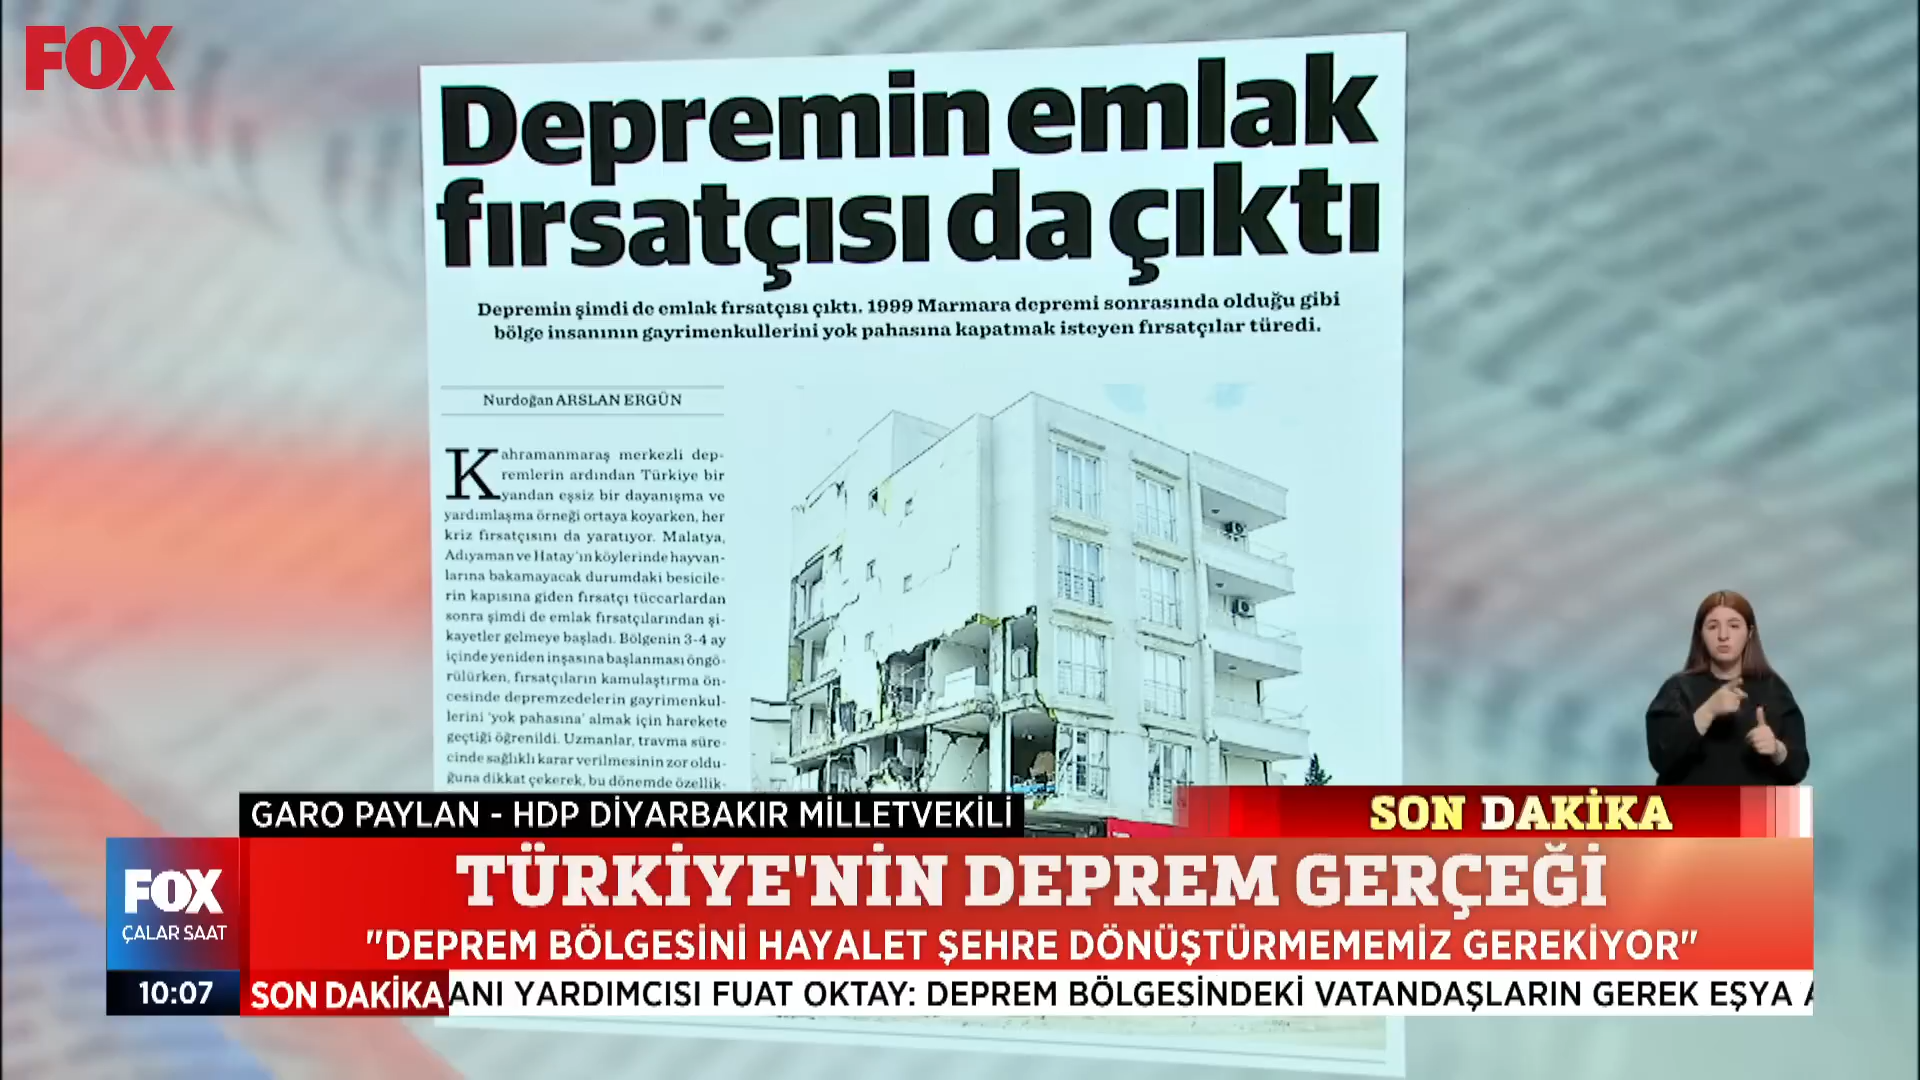 FOX
Depremin emlak
fırsatçısı da çıktı
Depremin şimdi de emlak fırsatçısı çıktı. 1999 Marmara depremi sonrasında olduğu gibi
bölge insanının gayrimenkullerini yok pahasına kapatmak isteyen fırsatçılar türedi.
Nurdoğan ARSLAN ERGÜN
Kahramanmaraş merkezli dep-
remlerin ardından Türkiye bir
yandan eşsiz bir dayanışma ve
yardımlaşma örneği ortaya koyarken, her
kriz fırsatçısını da yaratıyor. Malatya,
Adıyaman ve Hatay'ın köylerinde hayvan-
larına bakamayacak durumdaki besicile-
rin kapısına giden fırsatçı tüccarlardan
sonra şimdi de emlak fırsatçılarından şi-
kayetler gelmeye başladı. Bölgenin 3-4 ay
içinde yeniden inşasına başlanması öngö-
rülürken, fırsatçıların kamulaştırma ön-
cesinde depremzedelerin gayrimenkul-
lerini 'yok pahasına' almak için harekete
geçtiği öğrenildi. Uzmanlar, travma süre-
cinde sağlıklı karar verilmesinin zor oldu-
ğuna dikkat çekerek, bu dönemde özellik-
GARO PAYLAN - HDP DİYARBAKIR MİLLETVEKİLİ
SON DAKİKA
TÜRKİYE'NİN DEPREM GERÇEĞİ
FOX
ÇALAR SAAT
"DEPREM BÖLGESİNİ HAYALET ŞEHRE DÖNÜŞTÜRMEMEMİZ GEREKİYOR"
10:07
SON DAKİKA
ANI YARDIMCISI FUAT OKTAY: DEPREM BÖLGESİNDEKİ VATANDAŞLARIN GEREK EŞYA A